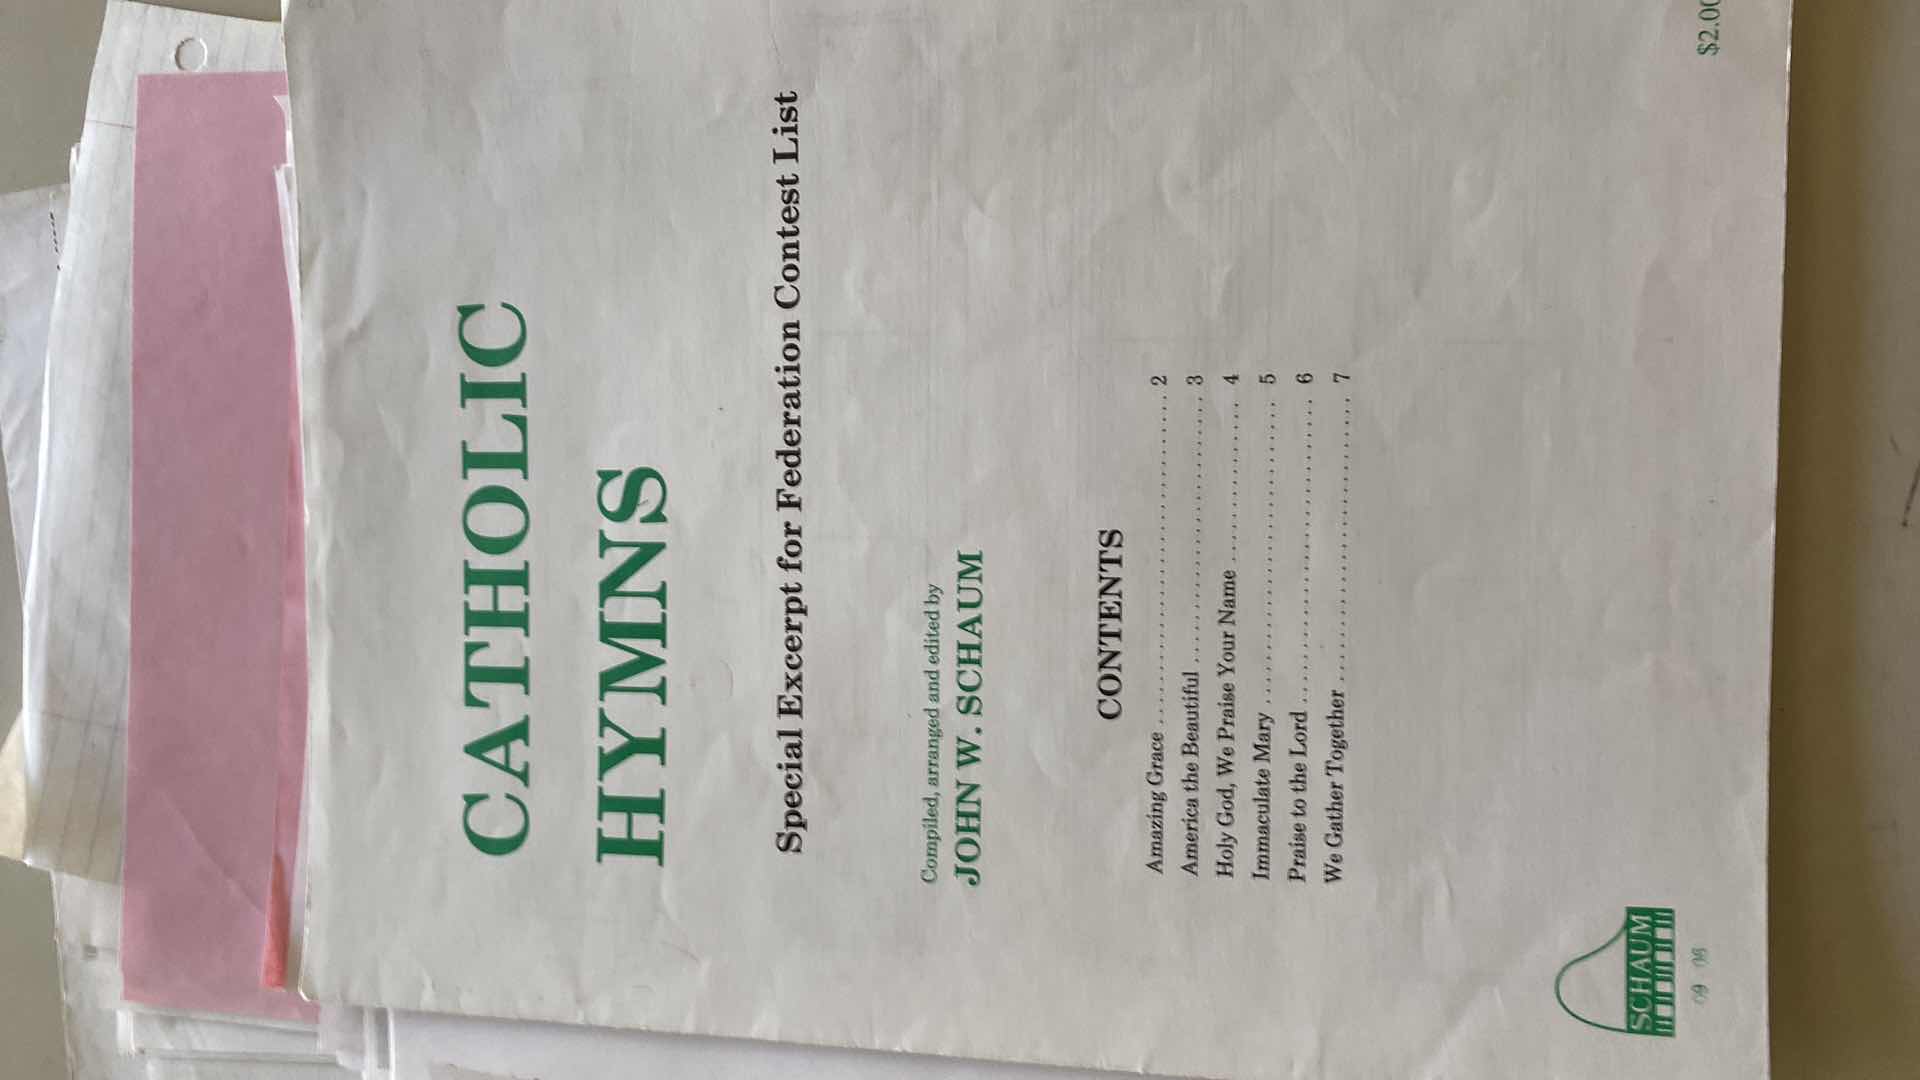 CATHOLIC
HYMNS
Special Excerpt for Federation Contest List
Compiled, arranged and edited by
JOHN W. SCHAUM
CONTENTS
Amazing Grace ........................................ 2
America the Beautiful ................................ 3
Holy God, We Praise Your Name ................... 4
Immaculate Mary ...................................... 5
Praise to the Lord .................................... 6
We Gather Together .................................. 7
SCHAUM
$2.00